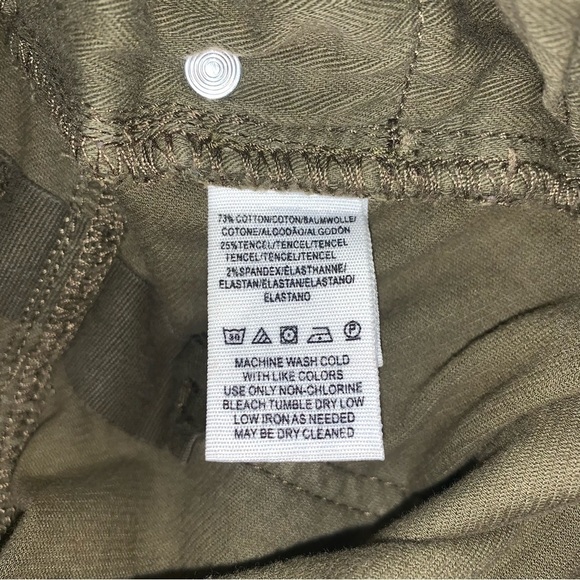 73% COTTON/COTON/BAUMWOLLE/
COTONE/ALGODÃO/ALGODÓN
25%TENCEL/TENCEL/TENCEL
TENCEL/TENCEL/TENCEL
2%SPANDEX/ÉLASTHANNE/
ELASTAN/ELASTAN/ELASTANO/
ELASTANO
30 P
MACHINE WASH COLD
WITH LIKE COLORS
USE ONLY NON-CHLORINE
BLEACH TUMBLE DRY LOW
LOW IRON AS NEEDED
MAY BE DRY CLEANED